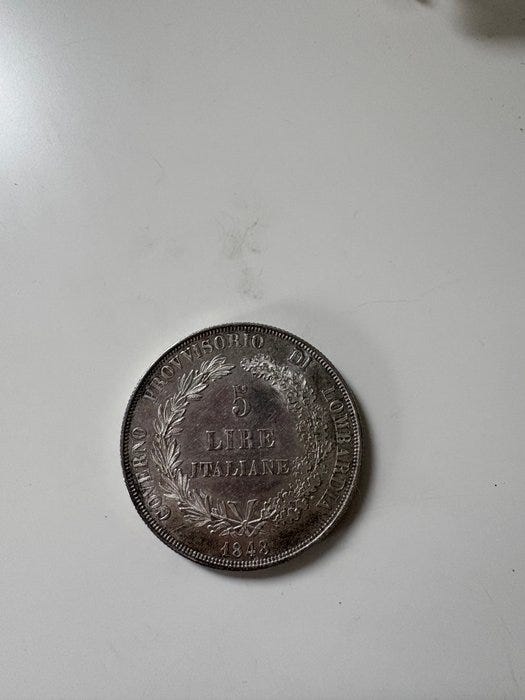 GOVERNO PROVVISORIO DI LOMBARDIA
5
LIRE
ITALIANE
1848